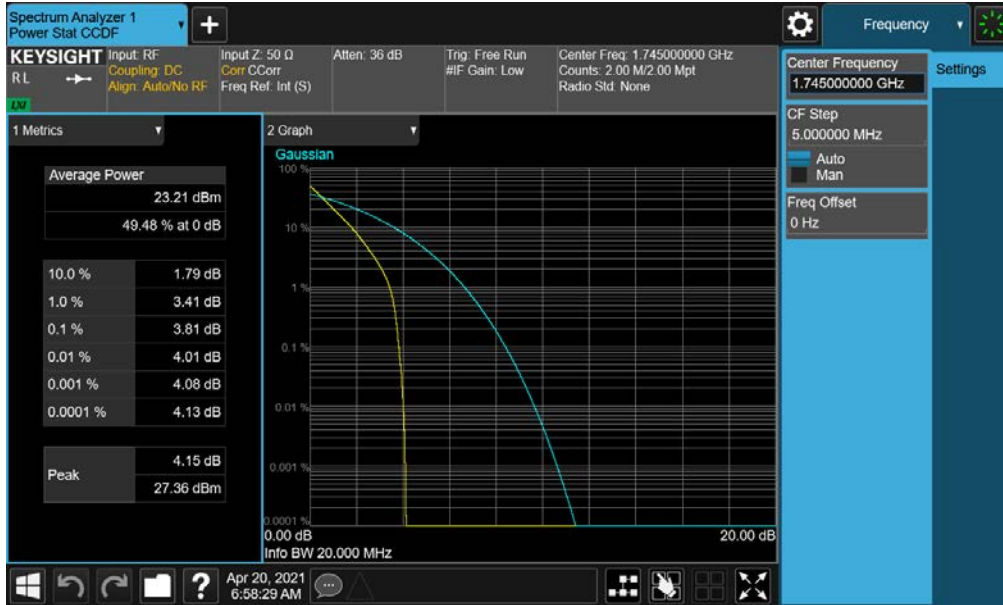 Spectrum Analyzer 1
Power Stat CCDF
Frequency
KEYSIGHT
RL
LXI
Input: RF
Coupling: DC
Align: Auto/No RF
Input Z: 50 Ω
Corr CCorr
Freq Ref: Int (S)
Atten: 36 dB
Trig: Free Run
#IF Gain: Low
Center Freq: 1.745000000 GHz
Counts: 2.00 M/2.00 Mpt
Radio Std: None
Center Frequency
1.745000000 GHz
Settings
CF Step
5.000000 MHz
Auto
Man
Freq Offset
0 Hz
1 Metrics
Average Power
23.21 dBm
49.48 % at 0 dB
10.0 % 1.79 dB
1.0 % 3.41 dB
0.1 % 3.81 dB
0.01 % 4.01 dB
0.001 % 4.08 dB
0.0001 % 4.13 dB
Peak
4.15 dB
27.36 dBm
2 Graph
Gaussian
100 %
10 %
1 %
0.1 %
0.01 %
0.001 %
0.0001 %
0.00 dB 20.00 dB
Info BW 20.000 MHz
?
Apr 20, 2021
6:58:29 AM